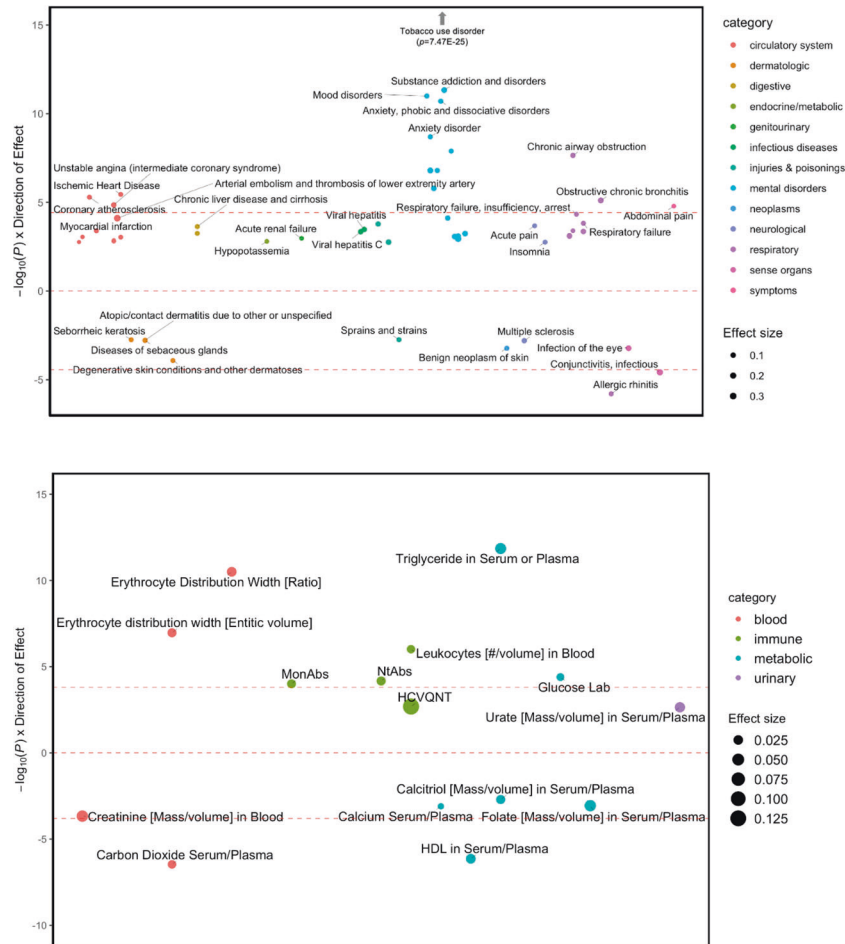 15
10
5
0
-5
−log10(P) x Direction of Effect
Tobacco use disorder
(p=7.47E-25)
Substance addiction and disorders
Mood disorders
Anxiety, phobic and dissociative disorders
Anxiety disorder
Chronic airway obstruction
Unstable angina (intermediate coronary syndrome)
Ischemic Heart Disease
Arterial embolism and thrombosis of lower extremity artery
Obstructive chronic bronchitis
Chronic liver disease and cirrhosis
Coronary atherosclerosis
Viral hepatitis
Respiratory failure, insufficiency, arrest
Abdominal pain
Myocardial infarction
Acute renal failure
Acute pain
Respiratory failure
Hypopotassemia
Viral hepatitis C
Insomnia
Atopic/contact dermatitis due to other or unspecified
Seborrheic keratosis
Sprains and strains
Multiple sclerosis
Diseases of sebaceous glands
Benign neoplasm of skin
Infection of the eye
Degenerative skin conditions and other dermatoses
Conjunctivitis, infectious
Allergic rhinitis
category
circulatory system
dermatologic
digestive
endocrine/metabolic
genitourinary
infectious diseases
injuries & poisonings
mental disorders
neoplasms
neurological
respiratory
sense organs
symptoms
Effect size
0.1
0.2
0.3
15
10
5
0
-5
-10
−log10(P) x Direction of Effect
Triglyceride in Serum or Plasma
Erythrocyte Distribution Width [Ratio]
Erythrocyte distribution width [Entitic volume]
Leukocytes [#/volume] in Blood
MonAbs
NtAbs
Glucose Lab
HCVQNT
Urate [Mass/volume] in Serum/Plasma
Calcitriol [Mass/volume] in Serum/Plasma
Creatinine [Mass/volume] in Blood
Calcium Serum/Plasma
Folate [Mass/volume] in Serum/Plasma
Carbon Dioxide Serum/Plasma
HDL in Serum/Plasma
category
blood
immune
metabolic
urinary
Effect size
0.025
0.050
0.075
0.100
0.125